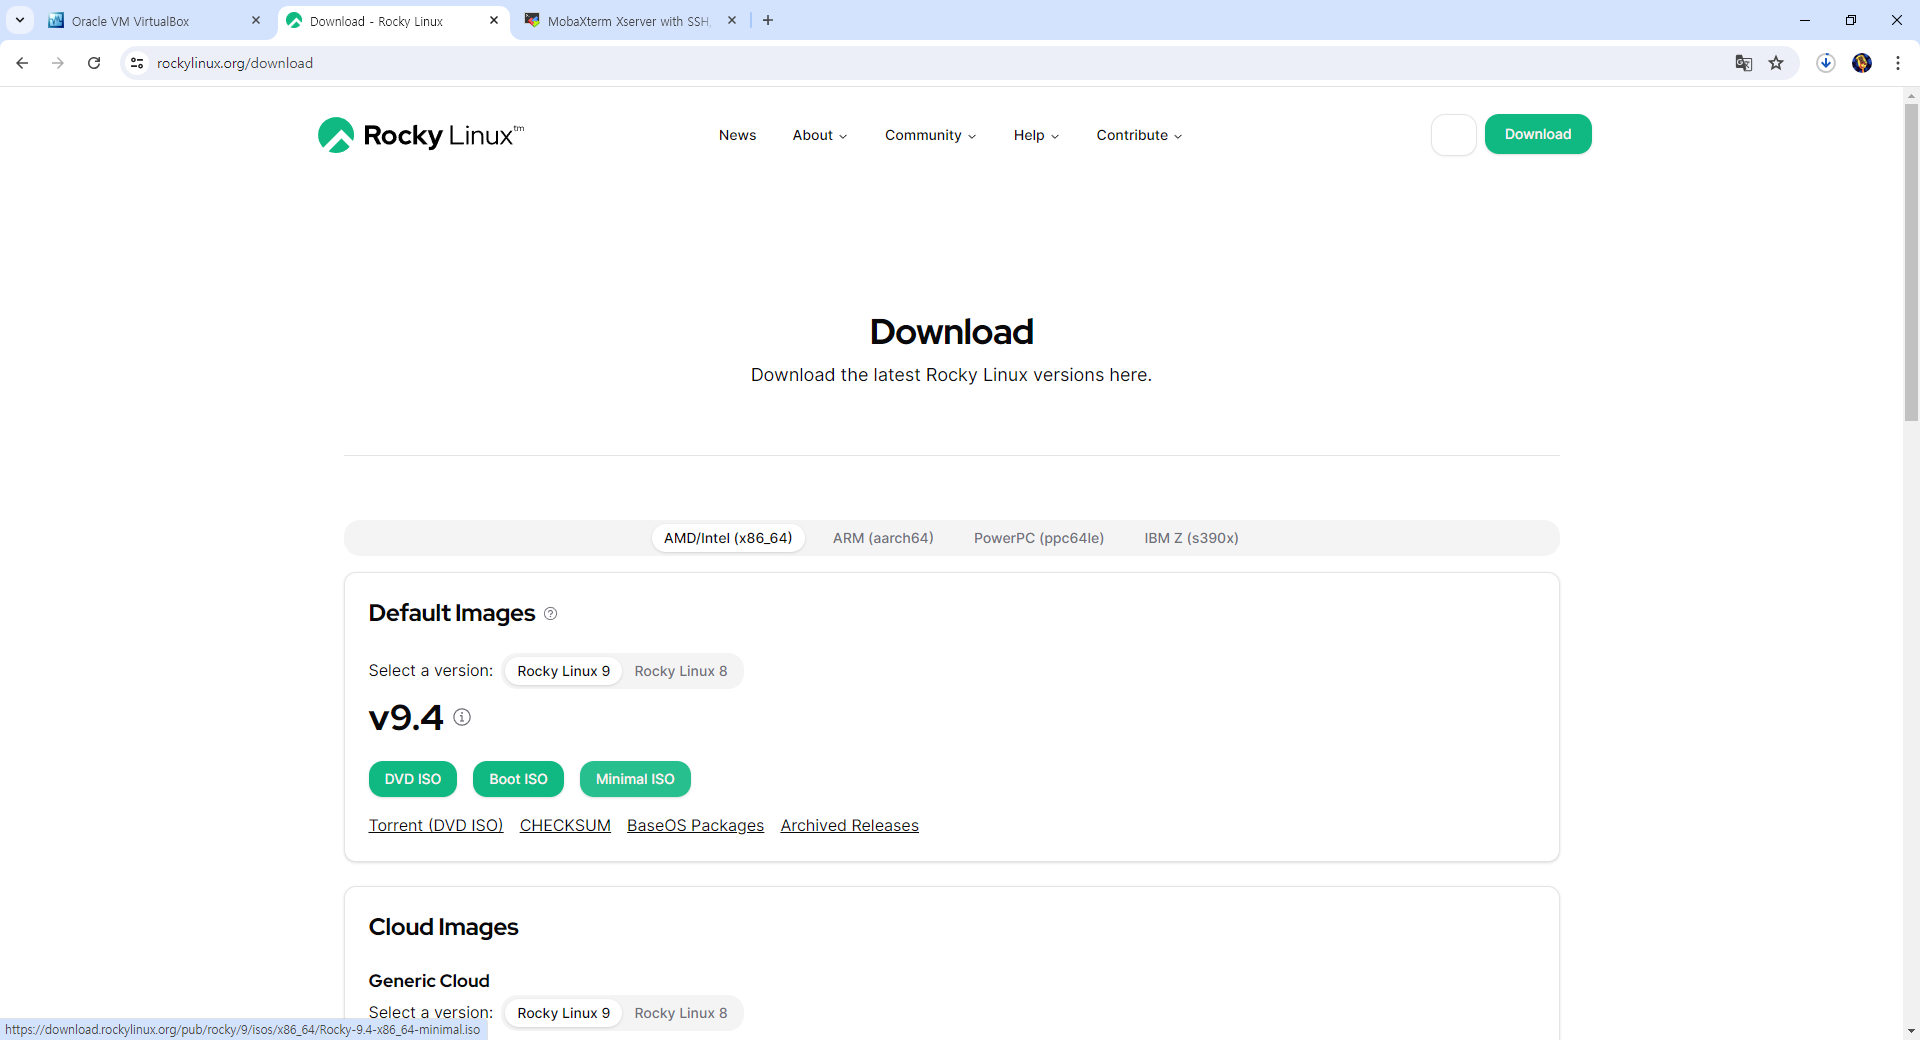 Oracle VM VirtualBox
Download - Rocky Linux
MobaXterm Xserver with SSH,
rockylinux.org/download
Rocky Linux™
News
About
Community
Help
Contribute
Download
Download
Download the latest Rocky Linux versions here.
AMD/Intel (x86_64)
ARM (aarch64)
PowerPC (ppc64le)
IBM Z (s390x)
Default Images
Select a version: Rocky Linux 9 Rocky Linux 8
v9.4
DVD ISO
Boot ISO
Minimal ISO
Torrent (DVD ISO) CHECKSUM BaseOS Packages Archived Releases
Cloud Images
Generic Cloud
Select a version: Rocky Linux 9 Rocky Linux 8
https://download.rockylinux.org/pub/rocky/9/isos/x86_64/Rocky-9.4-x86_64-minimal.iso